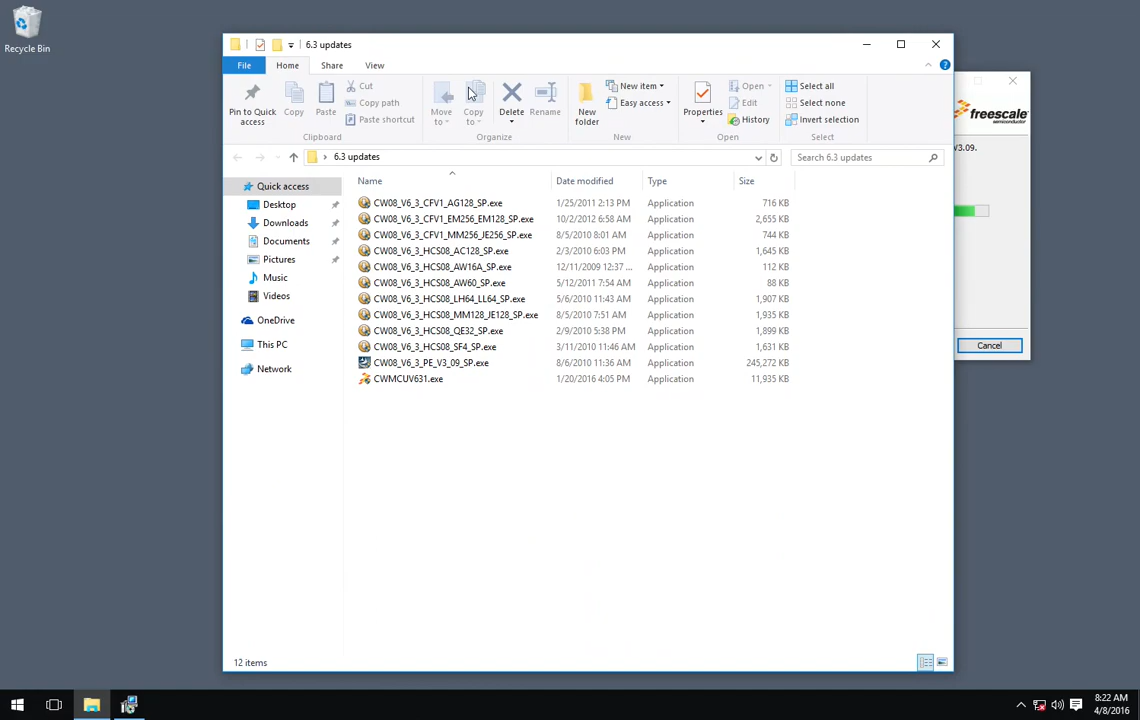 Recycle Bin
6.3 updates
File Home Share View
Pin to Quick access
Copy
Paste
Cut
Copy path
Paste shortcut
Clipboard
Move to
Copy to
Delete
Rename
Organize
New folder
New item
Easy access
New
Properties
Open
Edit
History
Open
Select all
Select none
Invert selection
Select
6.3 updates
Search 6.3 updates
Quick access
Desktop
Downloads
Documents
Pictures
Music
Videos
OneDrive
This PC
Network
Name Date modified Type Size
CW08_V6_3_CFV1_AG128_SP.exe 1/25/2011 2:13 PM Application 716 KB
CW08_V6_3_CFV1_EM256_EM128_SP.exe 10/2/2012 6:58 AM Application 2,655 KB
CW08_V6_3_CFV1_MM256_JE256_SP.exe 8/5/2010 8:01 AM Application 744 KB
CW08_V6_3_HCS08_AC128_SP.exe 2/3/2010 6:03 PM Application 1,645 KB
CW08_V6_3_HCS08_AW16A_SP.exe 12/11/2009 12:37 ... Application 112 KB
CW08_V6_3_HCS08_AW60_SP.exe 5/12/2011 7:54 AM Application 88 KB
CW08_V6_3_HCS08_LH64_LL64_SP.exe 5/6/2010 11:43 AM Application 1,907 KB
CW08_V6_3_HCS08_MM128_JE128_SP.exe 8/5/2010 7:51 AM Application 1,935 KB
CW08_V6_3_HCS08_QE32_SP.exe 2/9/2010 5:38 PM Application 1,899 KB
CW08_V6_3_HCS08_SF4_SP.exe 3/11/2010 11:46 AM Application 1,631 KB
CW08_V6_3_PE_V3_09_SP.exe 8/6/2010 11:36 AM Application 245,272 KB
CWMCUV631.exe 1/20/2016 4:05 PM Application 11,935 KB
12 items
freescale
semiconductor
V3.09.
Cancel
8:22 AM
4/8/2016